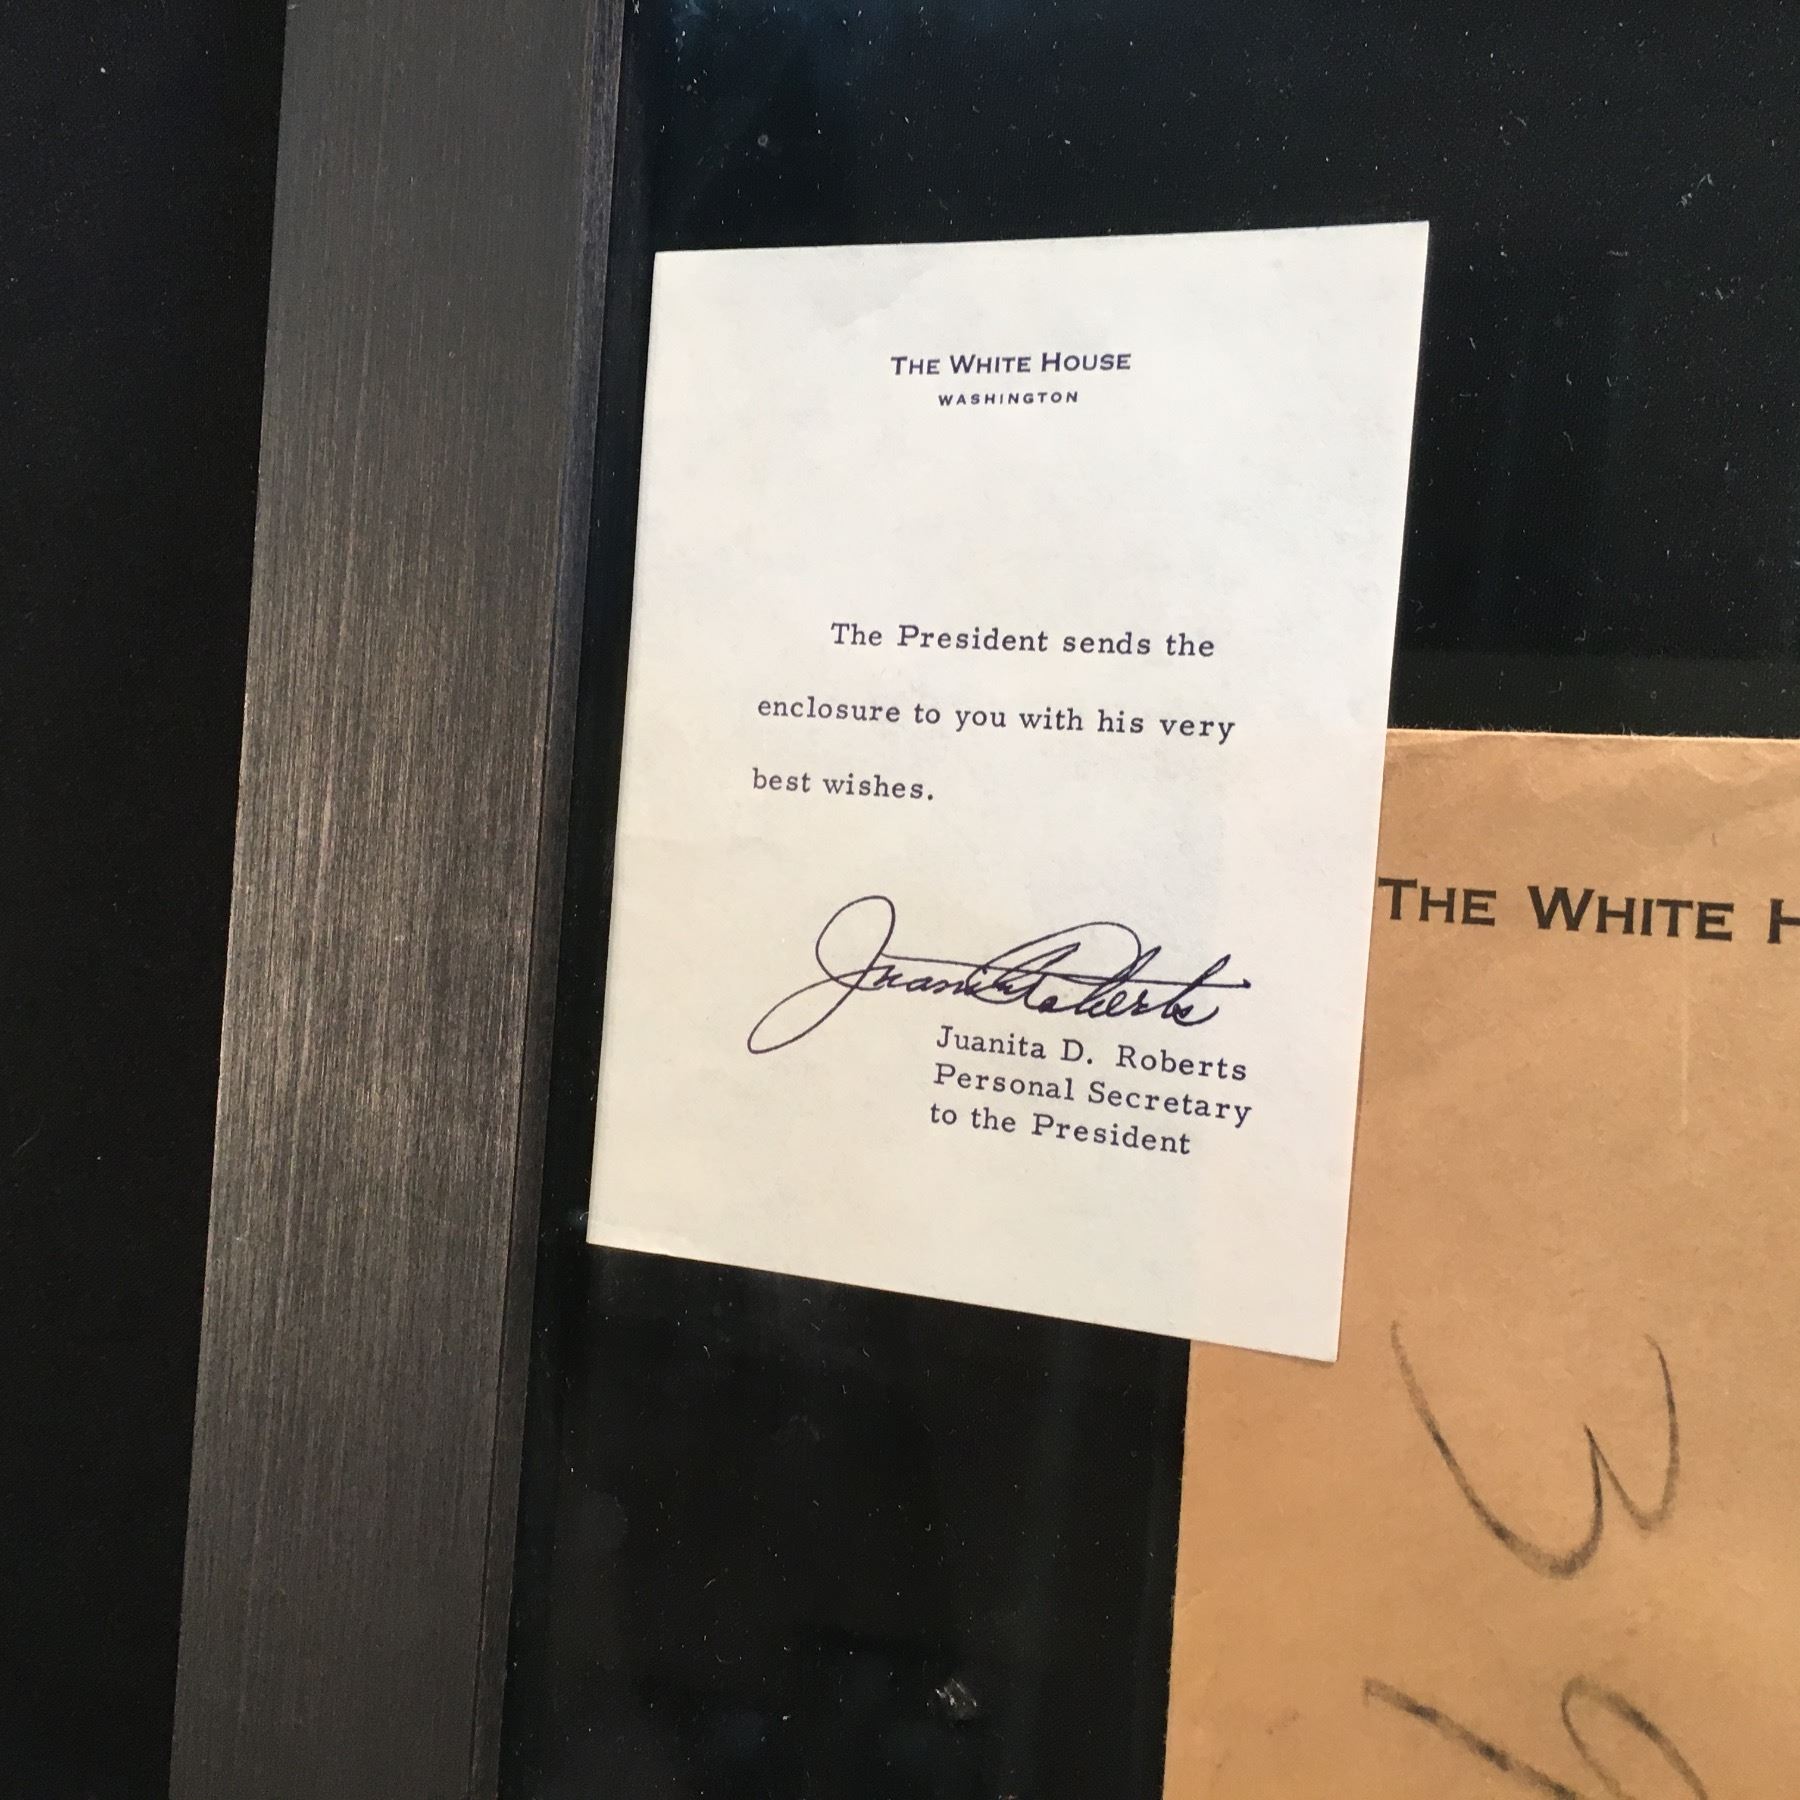 THE WHITE HOUSE
WASHINGTON
The President sends the
enclosure to you with his very
best wishes.
Juanita Roberts
Juanita D. Roberts
Personal Secretary
to the President
THE WHITE H